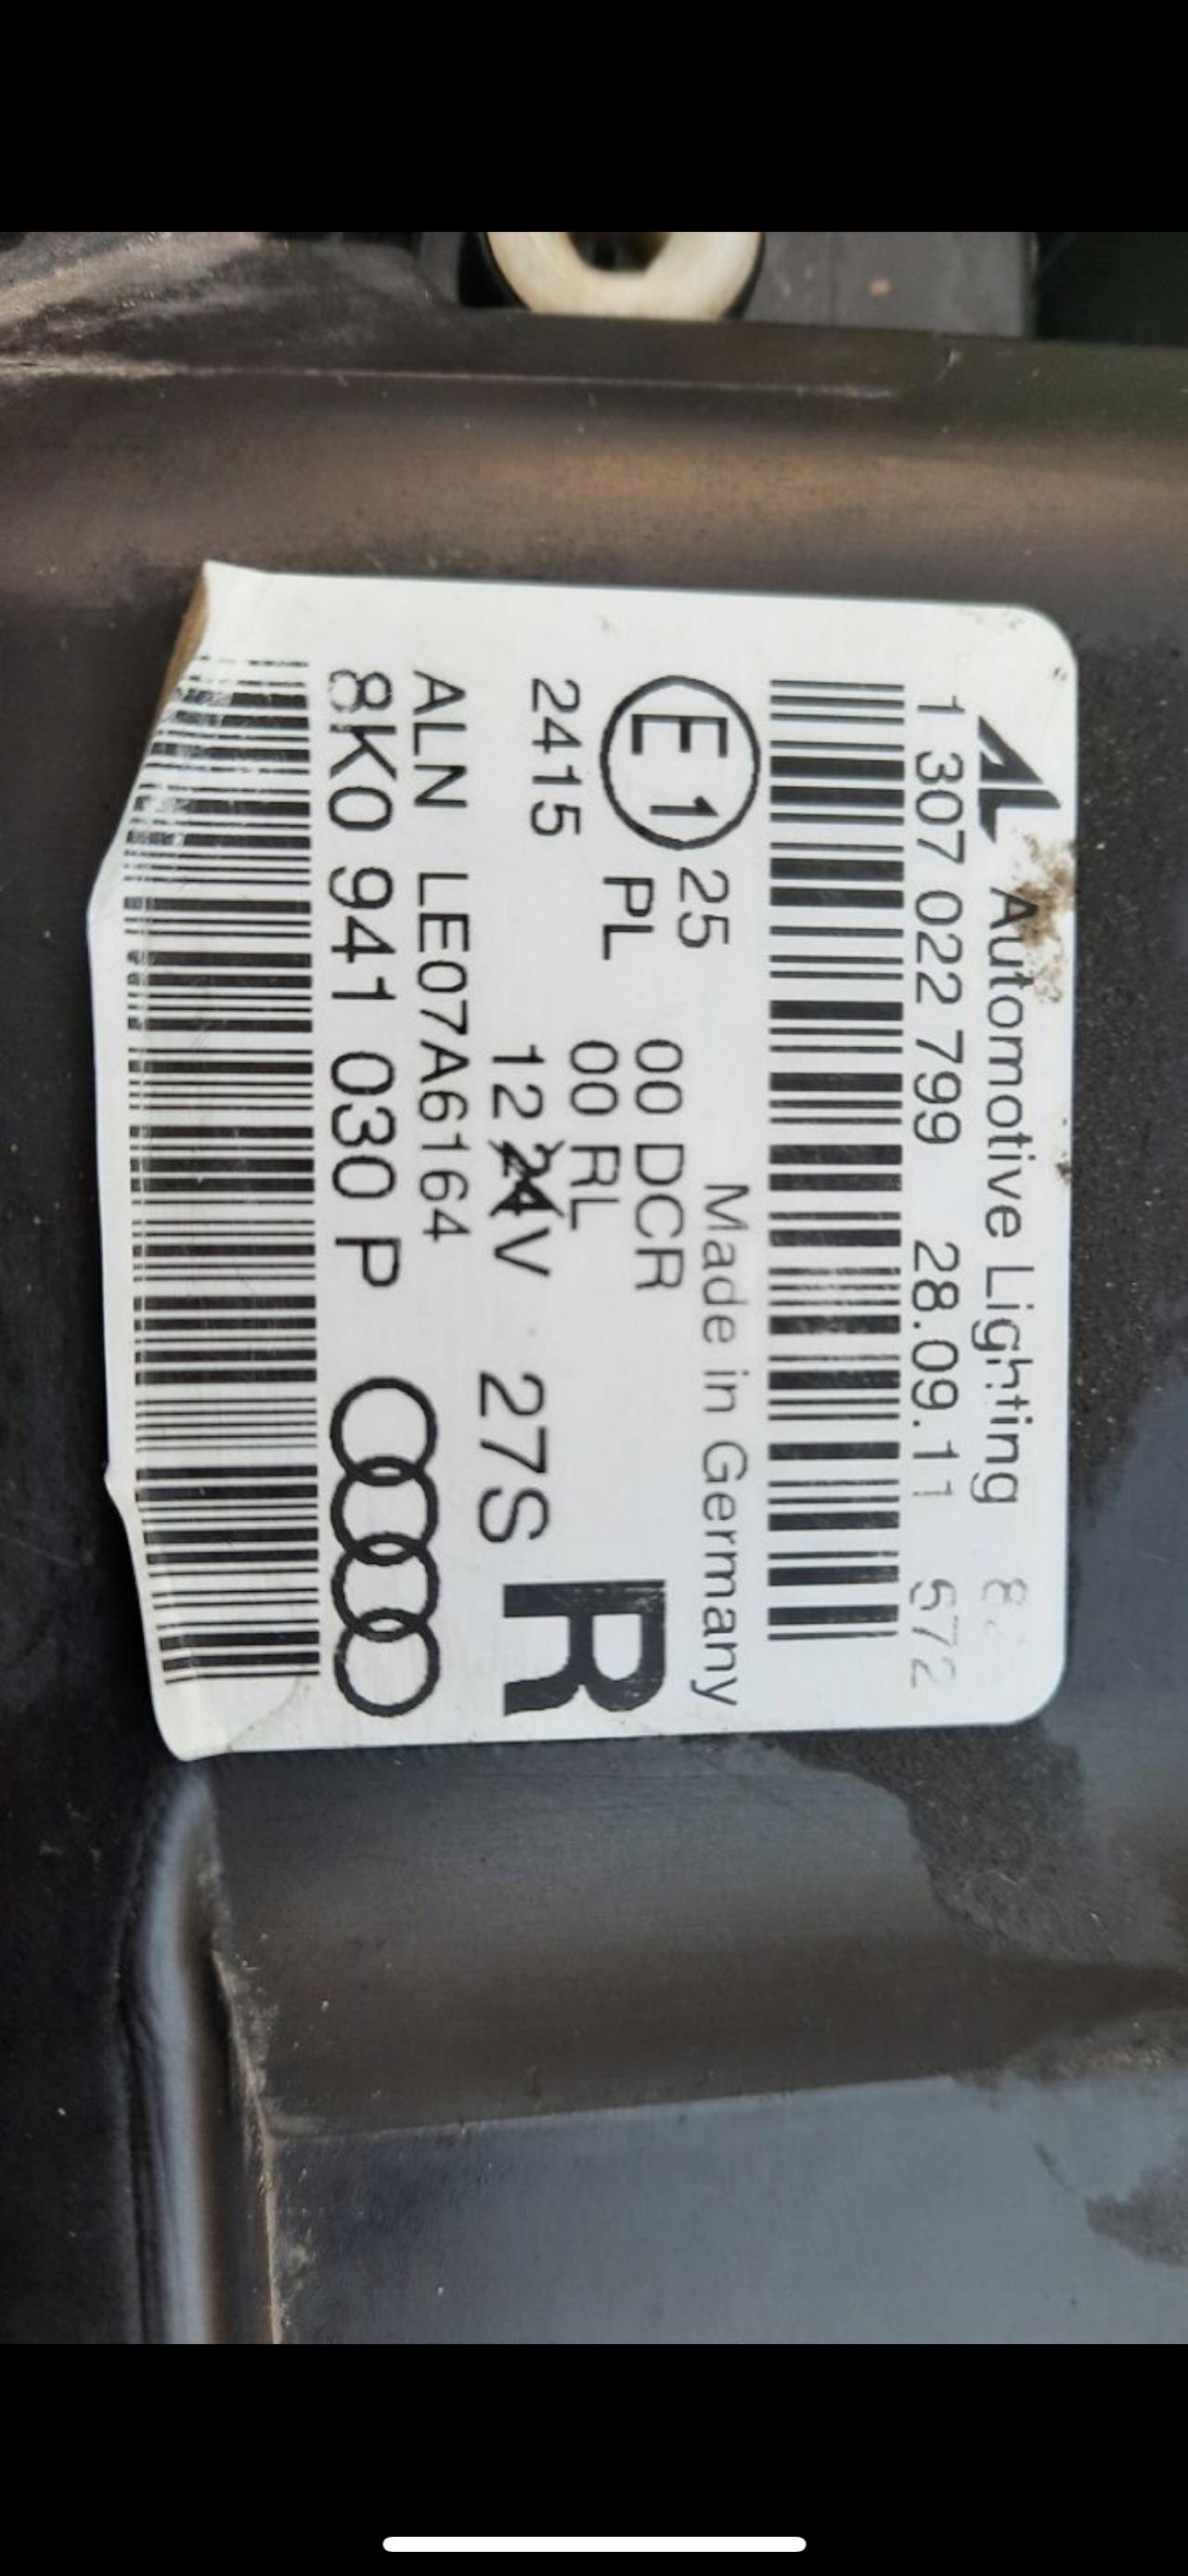 AL Automotive Lighting
1 307 022 799 28.09.11 672
Made in Germany
E1 25 00 DCR
PL 00 RL R
2415 12 24V 27S
ALN LE07A6164
8K0 941 030 P